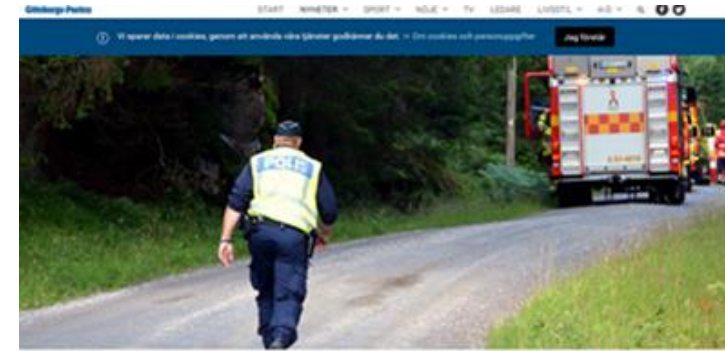 Göteborgs-Posten START NYHETER SPORT NÖJE TV LEDARE LIVSSTIL A-Ö
Vi sparar data i cookies, genom att använda våra tjänster godkänner du det. Om cookies och personuppgifter Jag förstår
POLIS